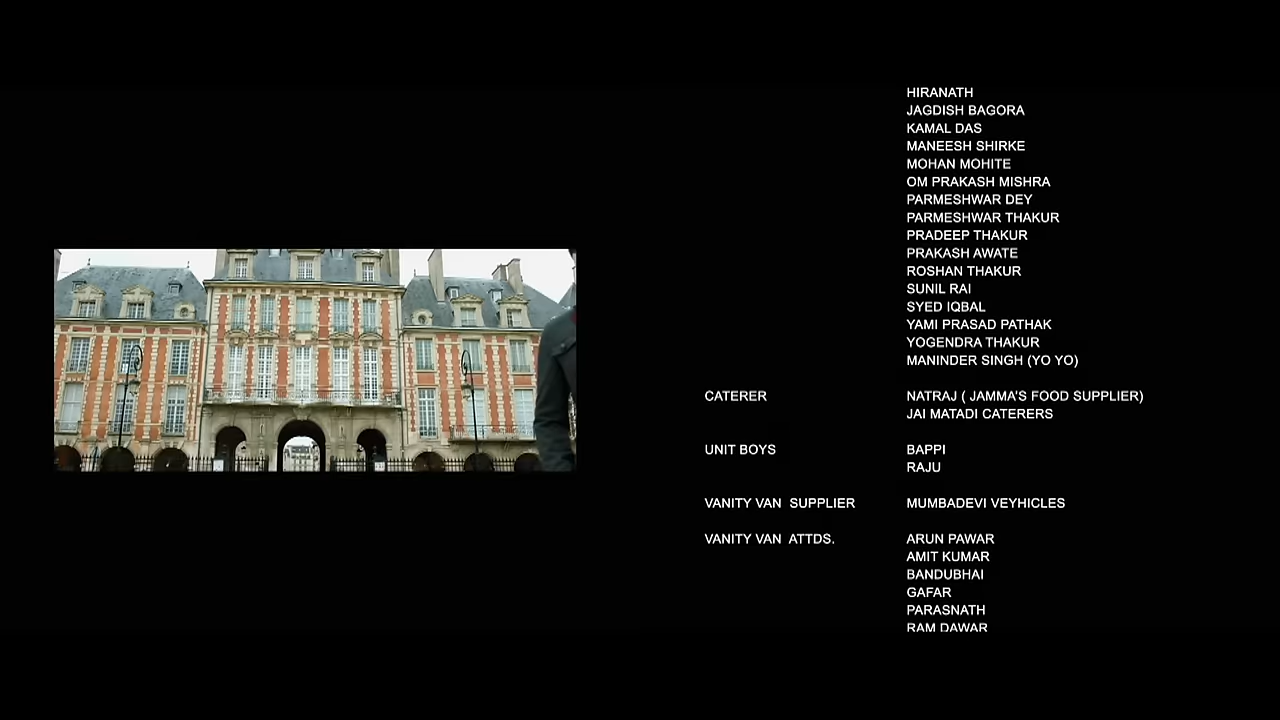 HIRANATH
JAGDISH BAGORA
KAMAL DAS
MANEESH SHIRKE
MOHAN MOHITE
OM PRAKASH MISHRA
PARMESHWAR DEY
PARMESHWAR THAKUR
PRADEEP THAKUR
PRAKASH AWATE
ROSHAN THAKUR
SUNIL RAI
SYED IQBAL
YAMI PRASAD PATHAK
YOGENDRA THAKUR
MANINDER SINGH (YO YO)
CATERER NATRAJ ( JAMMA'S FOOD SUPPLIER)
JAI MATADI CATERERS
UNIT BOYS BAPPI
RAJU
VANITY VAN SUPPLIER MUMBADEVI VEYHICLES
VANITY VAN ATTDS. ARUN PAWAR
AMIT KUMAR
BANDUBHAI
GAFAR
PARASNATH
RAM DAWAR